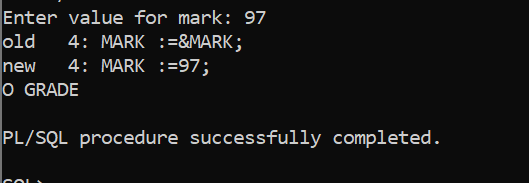 Enter value for mark: 97
old   4: MARK :=&MARK;
new   4: MARK :=97;
O GRADE
PL/SQL procedure successfully completed.
SQL>